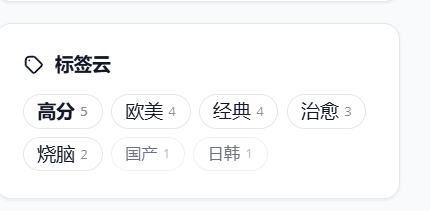 标签云
高分 5 欧美 4 经典 4 治愈 3
烧脑 2 国产 1 日韩 1